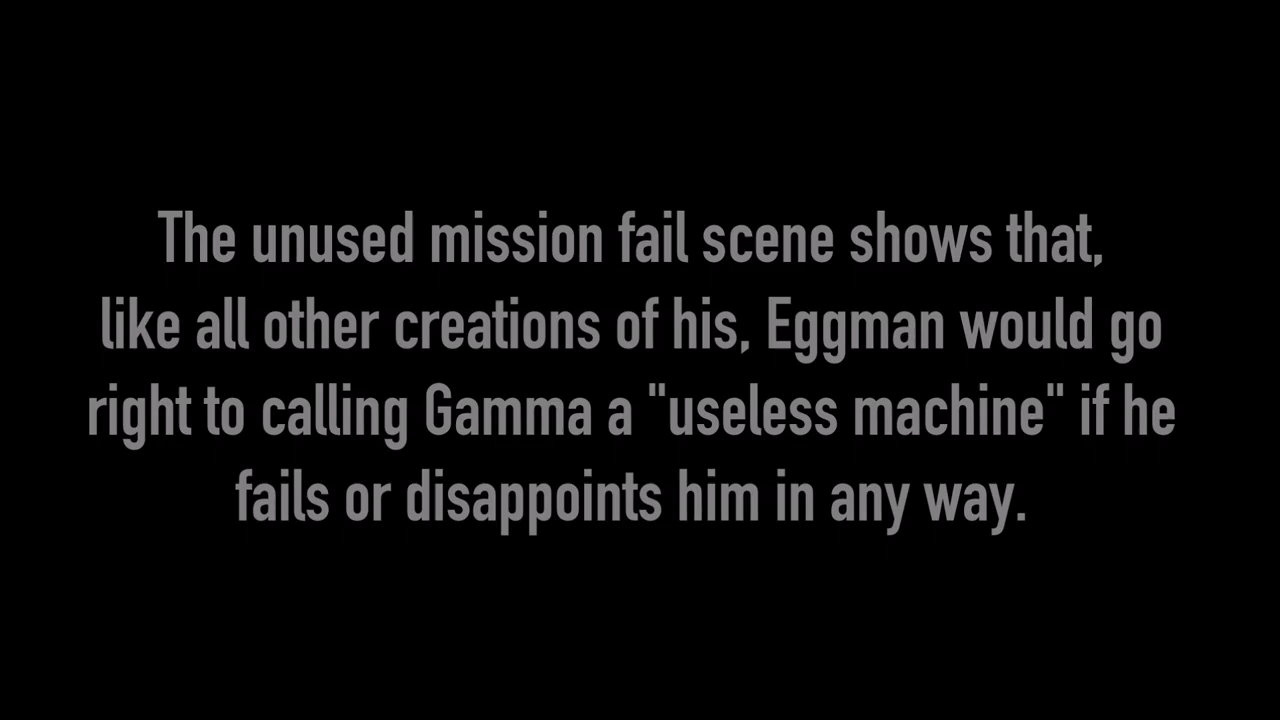 The unused mission fail scene shows that,
like all other creations of his, Eggman would go
right to calling Gamma a "useless machine" if he
fails or disappoints him in any way.